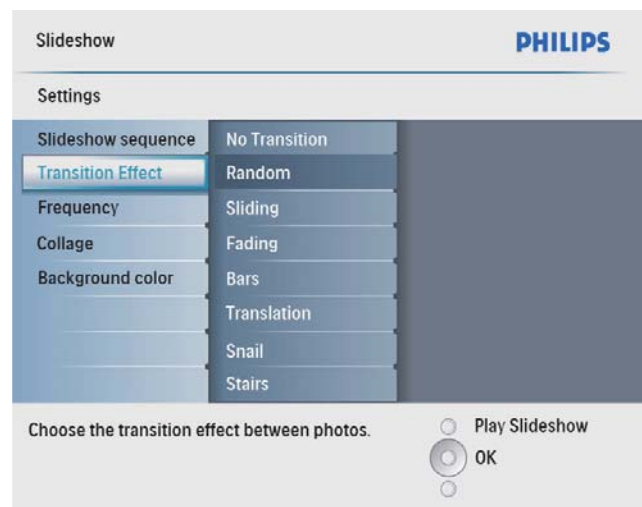 Slideshow
PHILIPS
Settings
Slideshow sequence
Transition Effect
Frequency
Collage
Background color
No Transition
Random
Sliding
Fading
Bars
Translation
Snail
Stairs
Choose the transition effect between photos.
Play Slideshow
OK